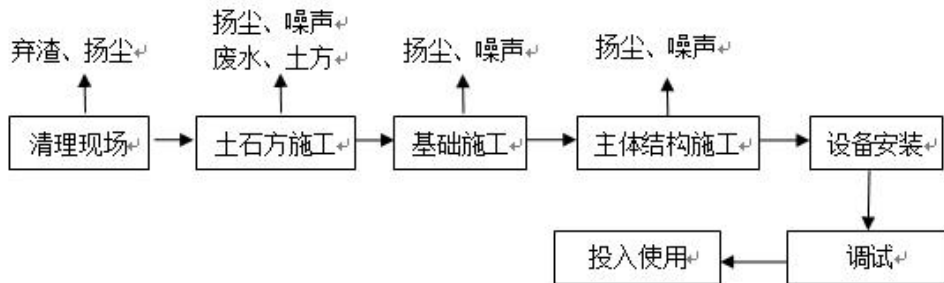 扬尘、噪声
弃渣、扬尘
废水、土方
扬尘、噪声
扬尘、噪声
清理现场
土石方施工
基础施工
主体结构施工
设备安装
投入使用
调试